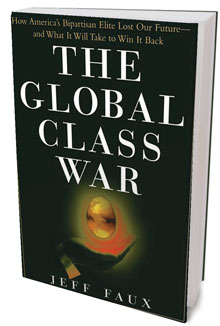 How America's Bipartisan Elite Lost Our Future—
and What It Will Take to Win It Back
THE
GLOBAL
CLASS
WAR
JEFF FAUX